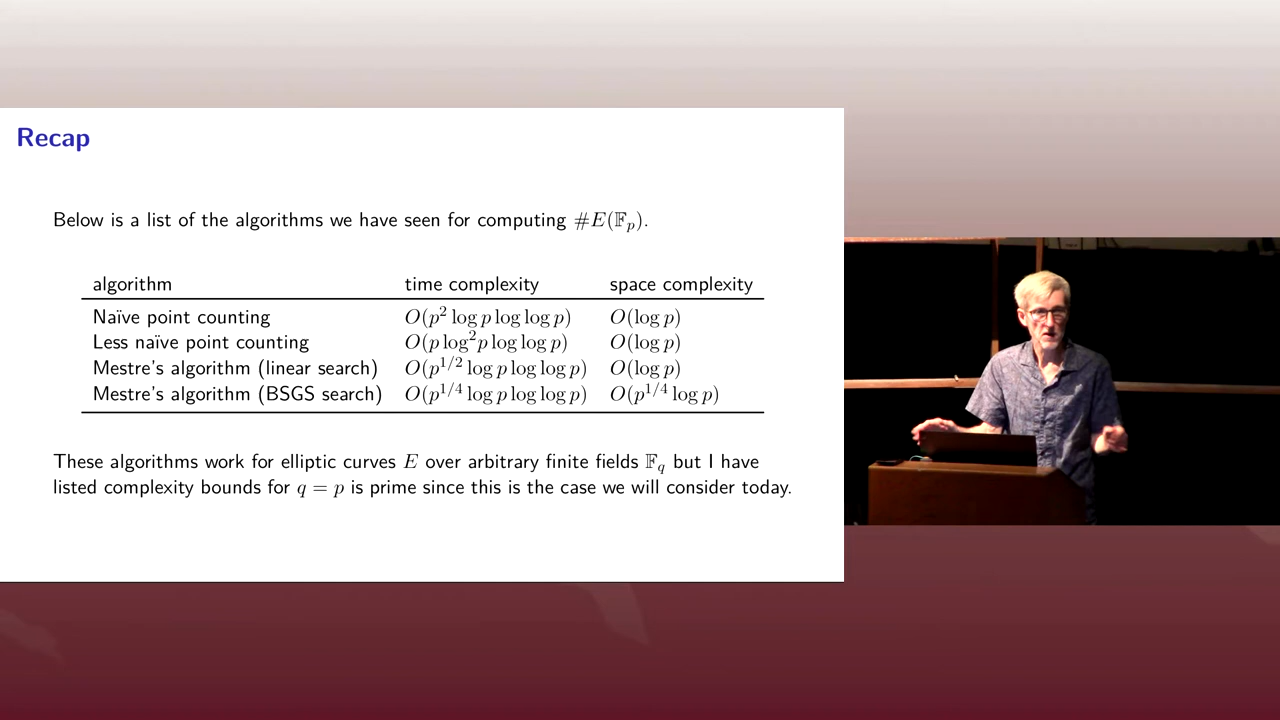 Recap
Below is a list of the algorithms we have seen for computing #E(𝔽ₚ).
algorithm time complexity space complexity
Naïve point counting O(p² log p log log p) O(log p)
Less naïve point counting O(p log²p log log p) O(log p)
Mestre's algorithm (linear search) O(p^{1/2} log p log log p) O(log p)
Mestre's algorithm (BSGS search) O(p^{1/4} log p log log p) O(p^{1/4} log p)
These algorithms work for elliptic curves E over arbitrary finite fields 𝔽_q but I have
listed complexity bounds for q = p is prime since this is the case we will consider today.